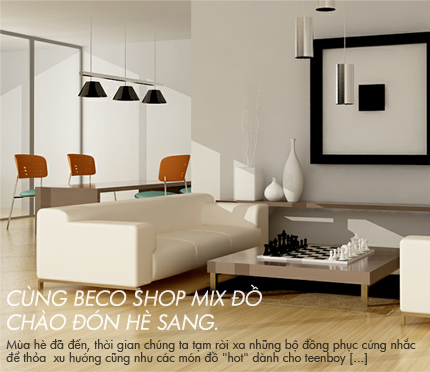 CÙNG BECO SHOP MIX ĐỒ
CHÀO ĐÓN HÈ SANG.
Mùa hè đã đến, thời gian chúng ta tạm rời xa những bộ đồng phục cứng nhắc
để thỏa xu hướng cũng như các món đồ "hot" dành cho teenboy [...]